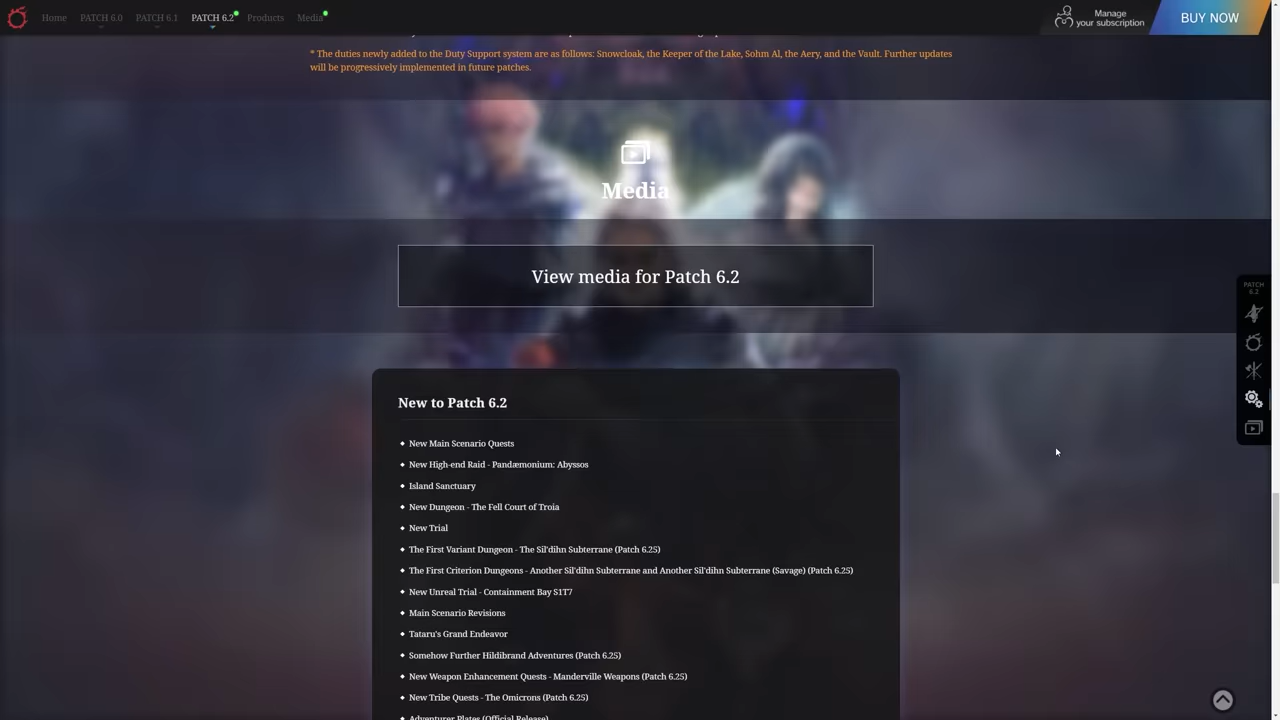 Home
PATCH 6.0
PATCH 6.1
PATCH 6.2
Products
Media
Manage
your subscription
BUY NOW
* The duties newly added to the Duty Support system are as follows: Snowcloak, the Keeper of the Lake, Sohm Al, the Aery, and the Vault. Further updates
will be progressively implemented in future patches.
Media
View media for Patch 6.2
PATCH
6.2
New to Patch 6.2
New Main Scenario Quests
New High-end Raid - Pandæmonium: Abyssos
Island Sanctuary
New Dungeon - The Fell Court of Troia
New Trial
The First Variant Dungeon - The Sil'dihn Subterrane (Patch 6.25)
The First Criterion Dungeons - Another Sil'dihn Subterrane and Another Sil'dihn Subterrane (Savage) (Patch 6.25)
New Unreal Trial - Containment Bay S1T7
Main Scenario Revisions
Tataru's Grand Endeavor
Somehow Further Hildibrand Adventures (Patch 6.25)
New Weapon Enhancement Quests - Manderville Weapons (Patch 6.25)
New Tribe Quests - The Omicrons (Patch 6.25)
Adventurer Plates (Official Release)